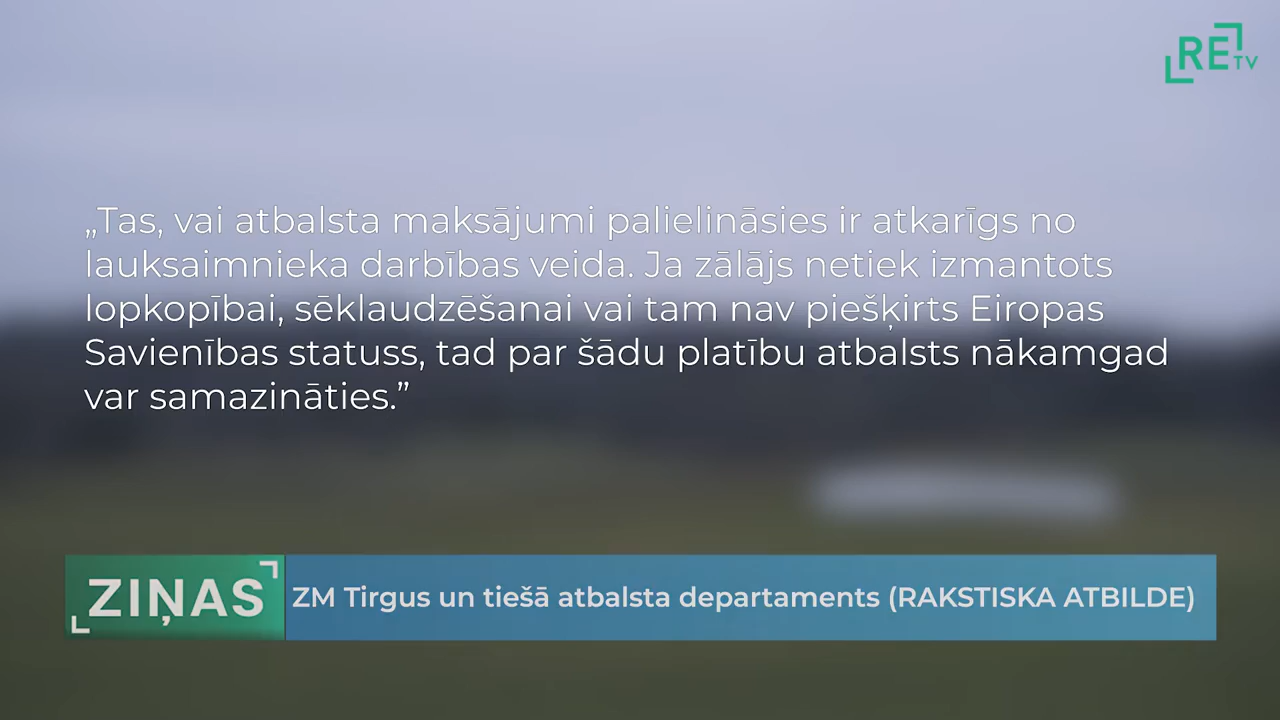 RE TV
„Tas, vai atbalsta maksājumi palielināsies ir atkarīgs no
lauksaimnieka darbības veida. Ja zālājs netiek izmantots
lopkopībai, sēklaudzēšanai vai tam nav piešķirts Eiropas
Savienības statuss, tad par šādu platību atbalsts nākamgad
var samazināties.”
ZIŅAS
ZM Tirgus un tiešā atbalsta departaments (RAKSTISKA ATBILDE)